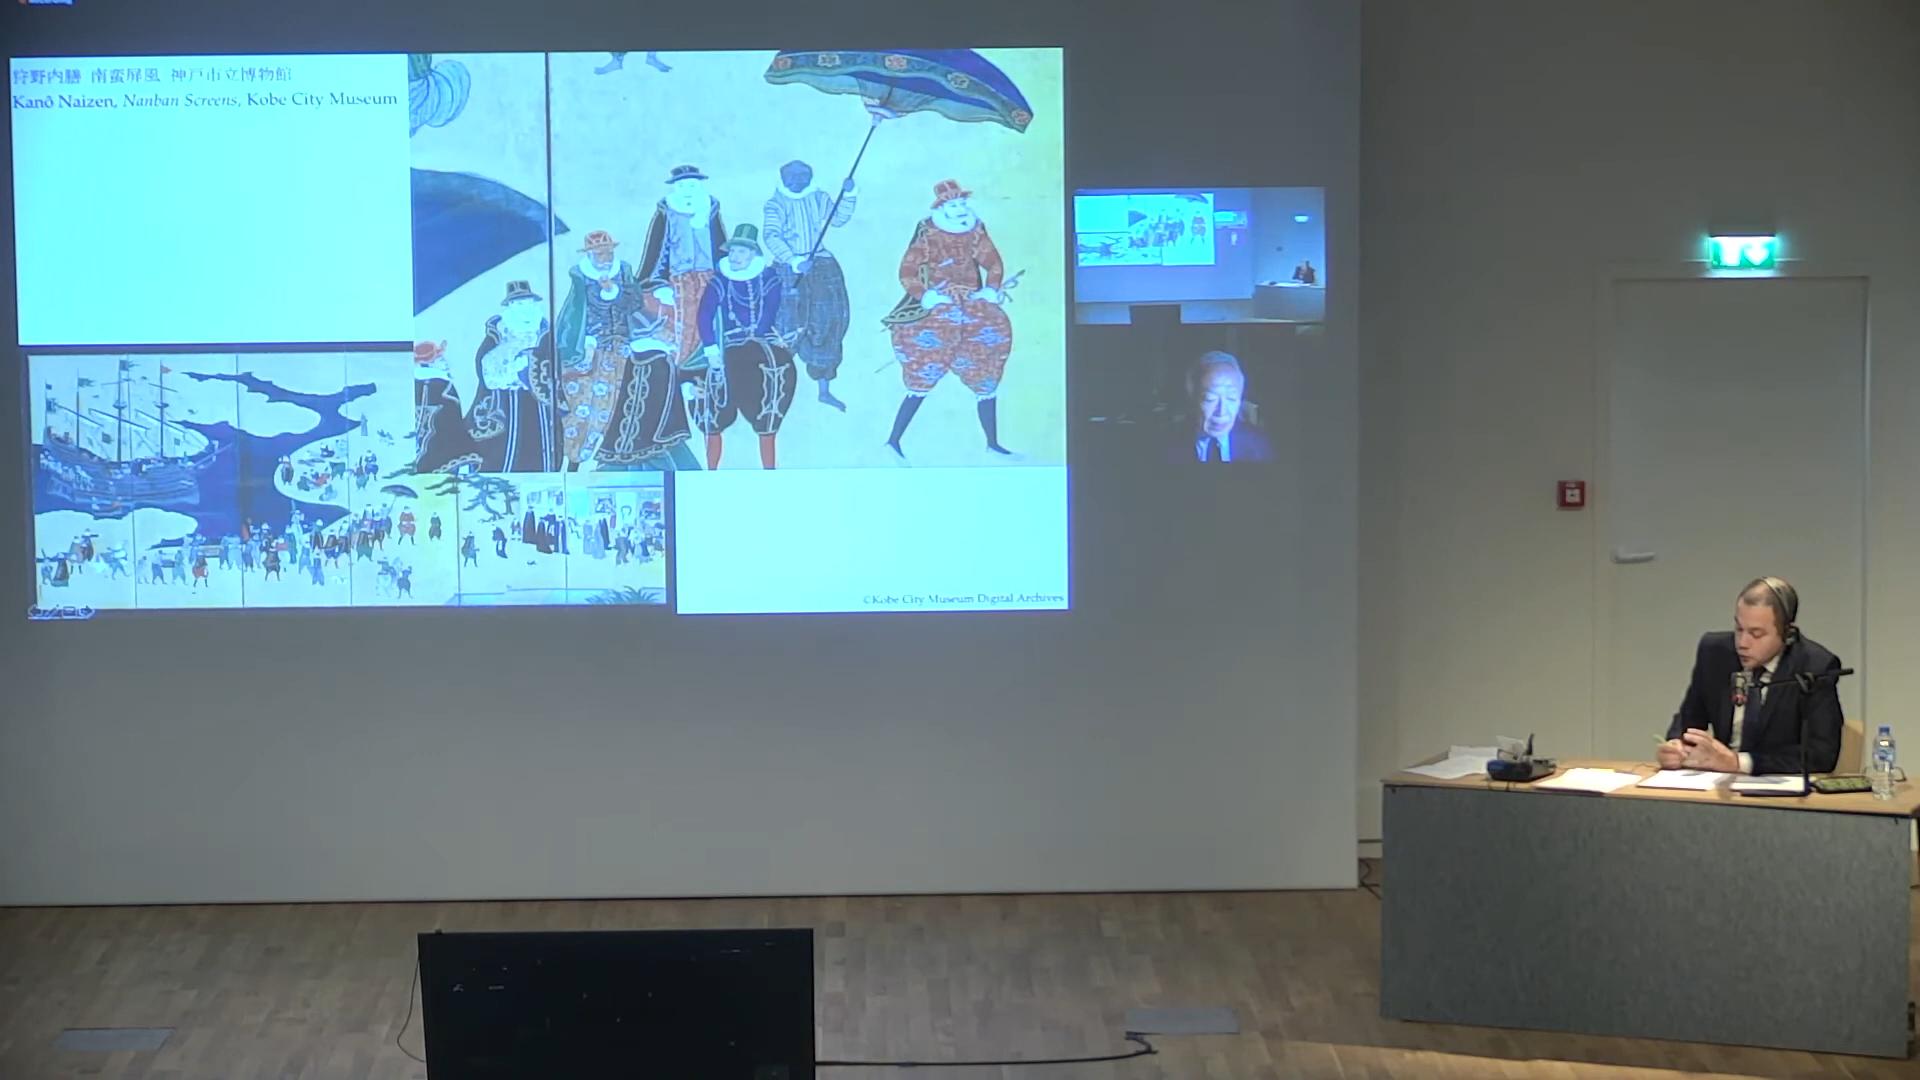 狩野内膳 南蛮屏風 神戸市立博物館
Kanō Naizen, Nanban Screens, Kobe City Museum
©Kobe City Museum Digital Archives